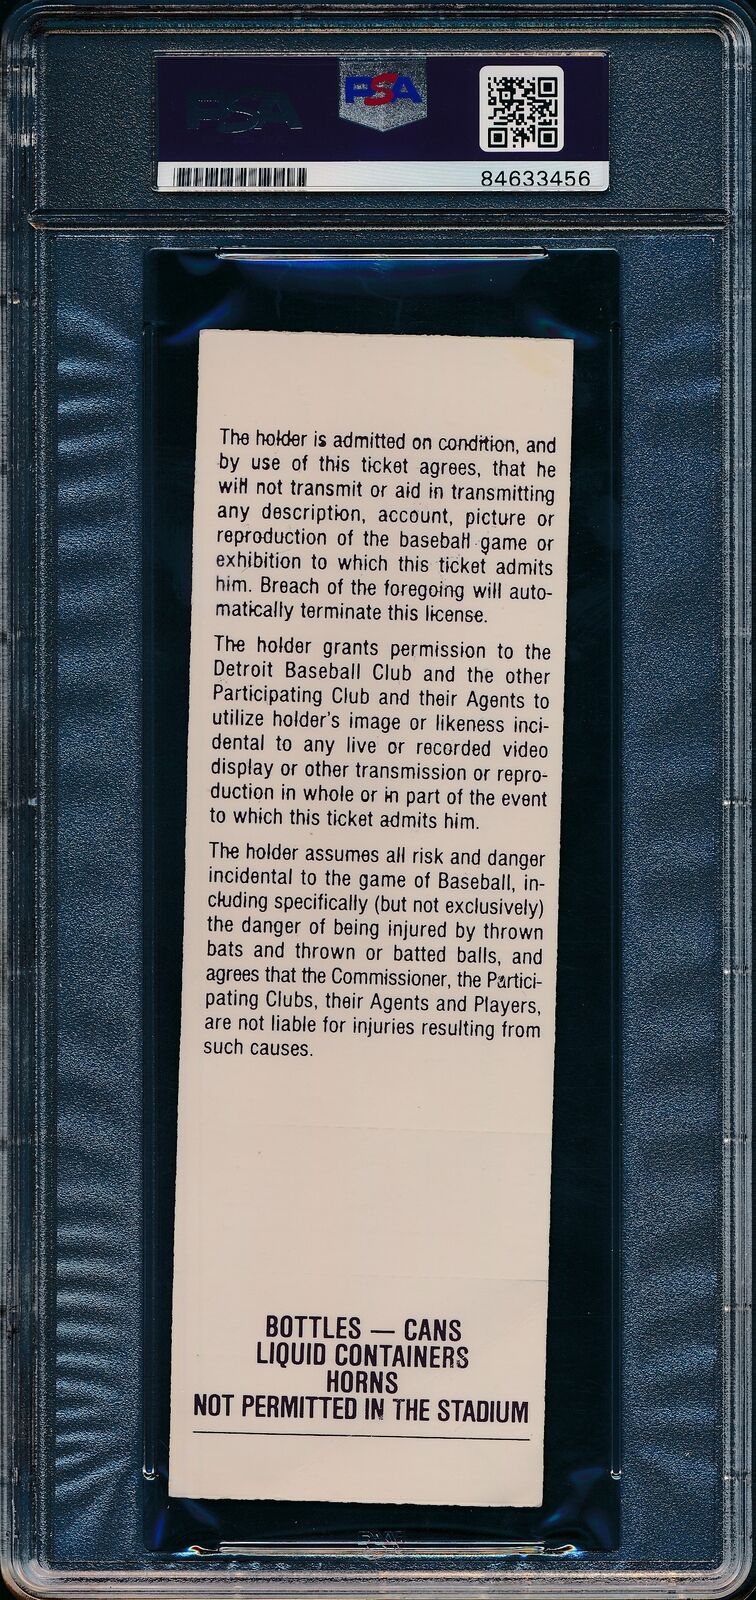 PSA
PSA
84633456
The holder is admitted on condition, and
by use of this ticket agrees, that he
will not transmit or aid in transmitting
any description, account, picture or
reproduction of the baseball game or
exhibition to which this ticket admits
him. Breach of the foregoing will auto-
matically terminate this license.
The holder grants permission to the
Detroit Baseball Club and the other
Participating Club and their Agents to
utilize holder's image or likeness inci-
dental to any live or recorded video
display or other transmission or repro-
duction in whole or in part of the event
to which this ticket admits him.
The holder assumes all risk and danger
incidental to the game of Baseball, in-
cluding specifically (but not exclusively)
the danger of being injured by thrown
bats and thrown or batted balls, and
agrees that the Commissioner, the Partici-
pating Clubs, their Agents and Players,
are not liable for injuries resulting from
such causes.
BOTTLES — CANS
LIQUID CONTAINERS
HORNS
NOT PERMITTED IN THE STADIUM
PSA